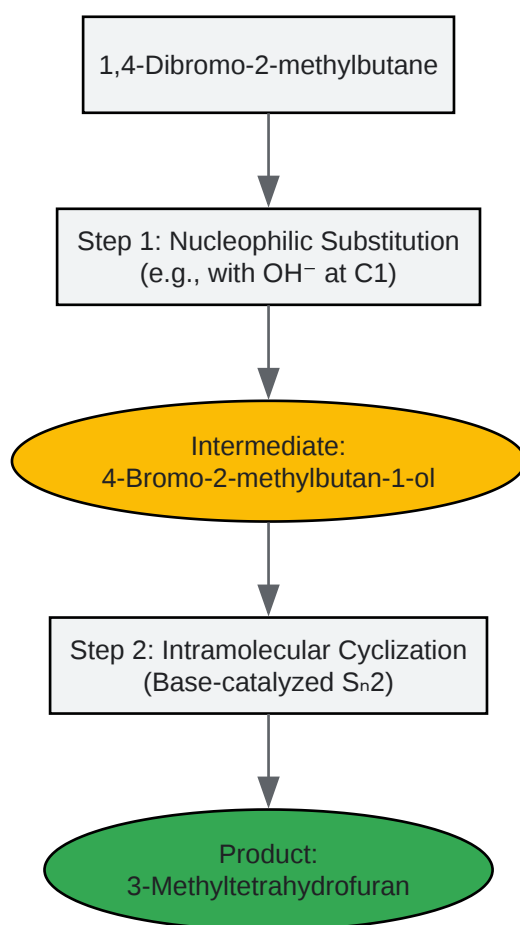 1,4-Dibromo-2-methylbutane
Step 1: Nucleophilic Substitution
(e.g., with OH⁻ at C1)
Intermediate:
4-Bromo-2-methylbutan-1-ol
Step 2: Intramolecular Cyclization
(Base-catalyzed Sₙ2)
Product:
3-Methyltetrahydrofuran